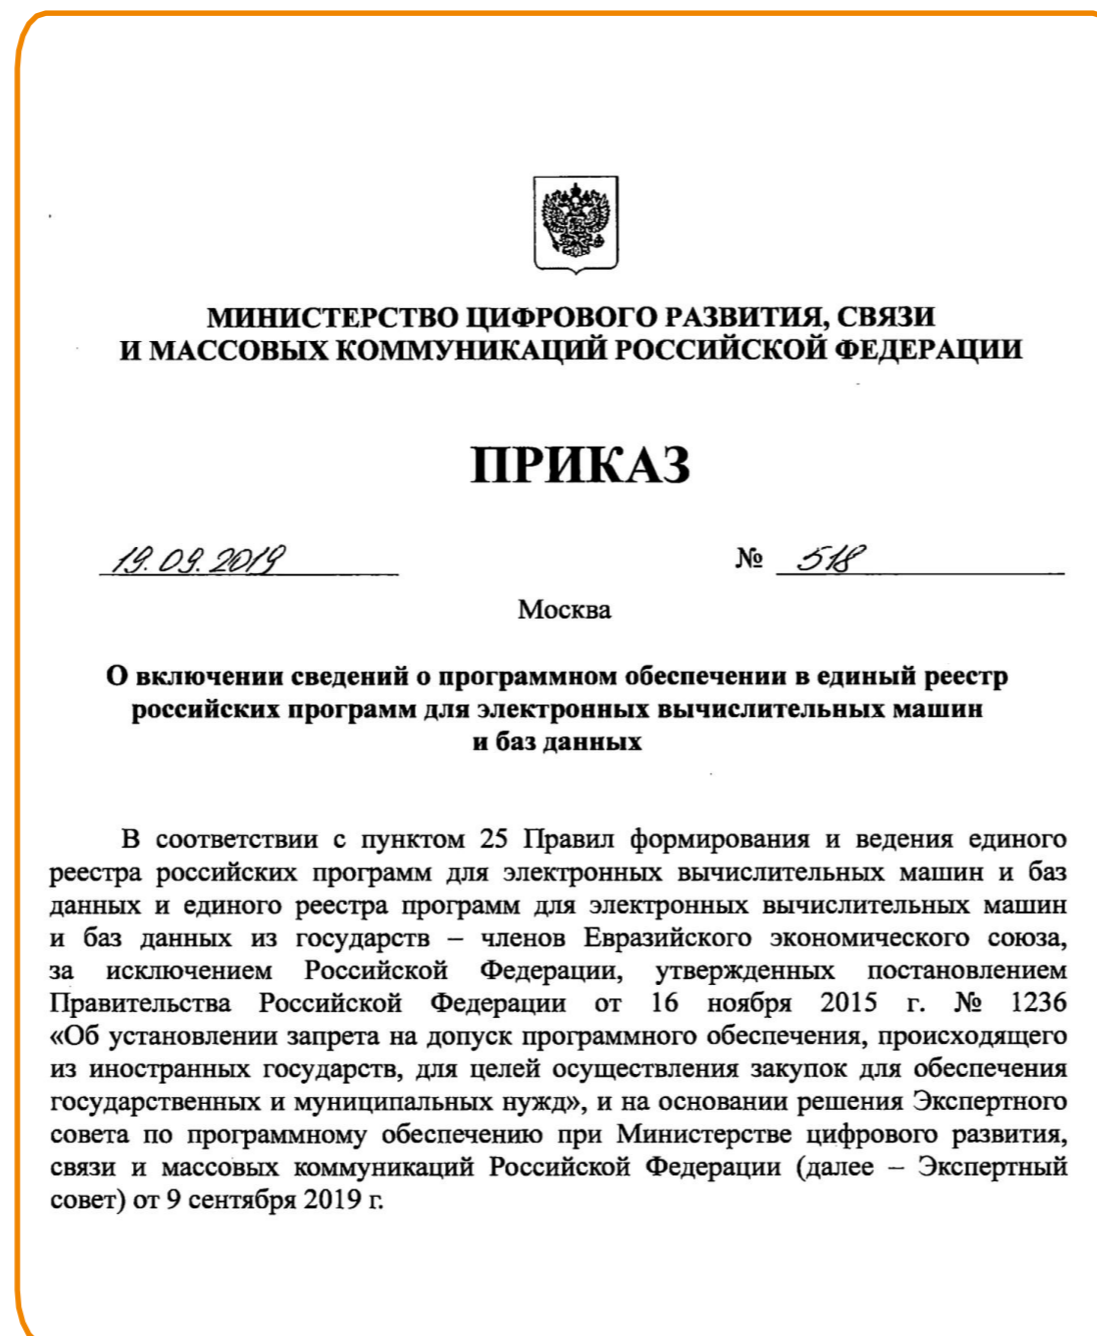 МИНИСТЕРСТВО ЦИФРОВОГО РАЗВИТИЯ, СВЯЗИ
И МАССОВЫХ КОММУНИКАЦИЙ РОССИЙСКОЙ ФЕДЕРАЦИИ
ПРИКАЗ
19.09.2019 № 518
Москва
О включении сведений о программном обеспечении в единый реестр
российских программ для электронных вычислительных машин
и баз данных
В соответствии с пунктом 25 Правил формирования и ведения единого
реестра российских программ для электронных вычислительных машин и баз
данных и единого реестра программ для электронных вычислительных машин
и баз данных из государств – членов Евразийского экономического союза,
за исключением Российской Федерации, утвержденных постановлением
Правительства Российской Федерации от 16 ноября 2015 г. № 1236
«Об установлении запрета на допуск программного обеспечения, происходящего
из иностранных государств, для целей осуществления закупок для обеспечения
государственных и муниципальных нужд», и на основании решения Экспертного
совета по программному обеспечению при Министерстве цифрового развития,
связи и массовых коммуникаций Российской Федерации (далее – Экспертный
совет) от 9 сентября 2019 г.